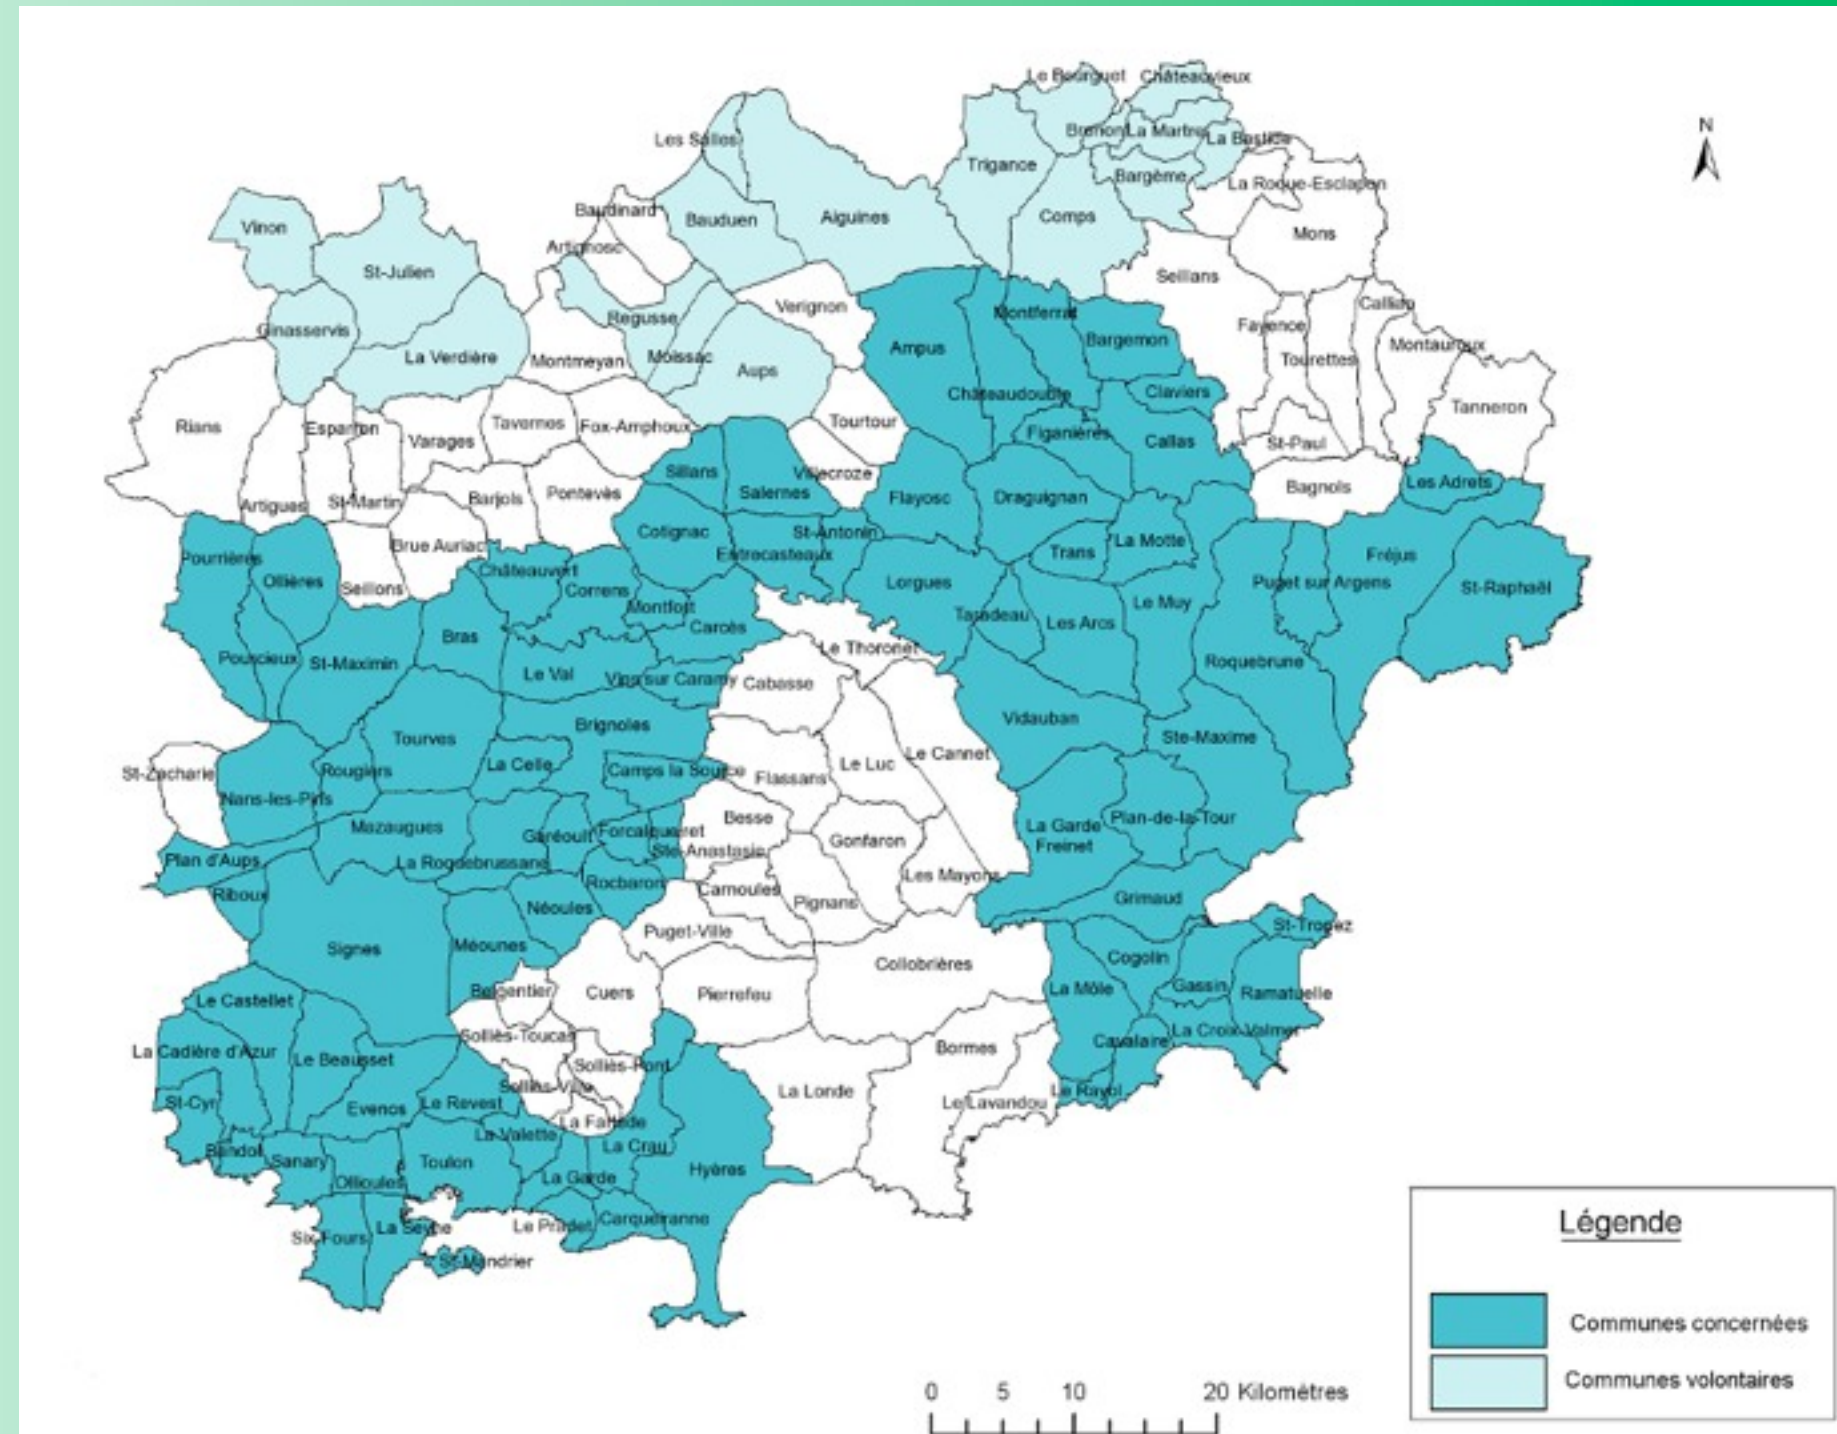 Le Bourguet
Châteauvieux
N
Les Salles
Brenon
La Martre
La Bastide
Trigance
Bargème
La Roque-Esclapon
Baudinard
Bauduen
Aiguines
Comps
Vinon
Artignosc
Mons
St-Julien
Seillans
Verignon
Callian
Ginasservis
Regusse
Montferrat
Fayence
Bargemon
Montauroux
La Verdière
Montmeyan
Moissac
Ampus
Tourettes
Aups
Châteaudouble
Claviers
Tanneron
Rians
Esparron
Varages
Tavernes
Fox-Amphoux
Tourtour
Figanières
Callas
St-Paul
Sillans
Villecroze
Les Adrets
Artigues
St-Martin
Barjols
Pontevès
Salernes
Flayosc
Draguignan
Bagnols
Cotignac
St-Antonin
Brue Auriac
Entrecasteaux
Trans
La Motte
Fréjus
Pourrières
Ollières
Seillons
Châteauvert
Correns
Lorgues
Puget sur Argens
St-Raphaël
Montfort
Carcès
Taradeau
Les Arcs
Le Muy
Bras
Pourcieux
St-Maximin
Le Thoronet
Roquebrune
Le Val
Vins sur Caramy
Cabasse
Brignoles
Vidauban
Tourves
Ste-Maxime
St-Zacharie
Rougiers
La Celle
Camps la Source
Flassans
Le Luc
Le Cannet
Nans-les-Pins
Mazaugues
Garéoult
Forcalqueiret
Besse
La Garde
Freinet
Plan-de-la-Tour
Plan d'Aups
La Roquebrussane
Ste-Anastasie
Gonfaron
Riboux
Rocbaron
Carnoules
Pignans
Les Mayons
Grimaud
Néoules
Signes
Méounes
Puget-Ville
St-Tropez
Collobrières
Cogolin
Le Castellet
Belgentier
Cuers
Pierrefeu
La Môle
Gassin
Ramatuelle
La Cadière d'Azur
Le Beausset
Solliès-Toucas
Bormes
Cavalaire
La Croix-Valmer
Solliès-Pont
St-Cyr
Evenos
Le Revest
Solliès-Ville
La Londe
Le Lavandou
Le Rayol
La Farlède
Bandol
Sanary
La Valette
La Crau
Ollioules
Toulon
La Garde
Hyères
Six-Fours
La Seyne
Le Pradet
Carqueiranne
St-Mandrier
Légende
Communes concernées
Communes volontaires
0 5 10 20 Kilomètres